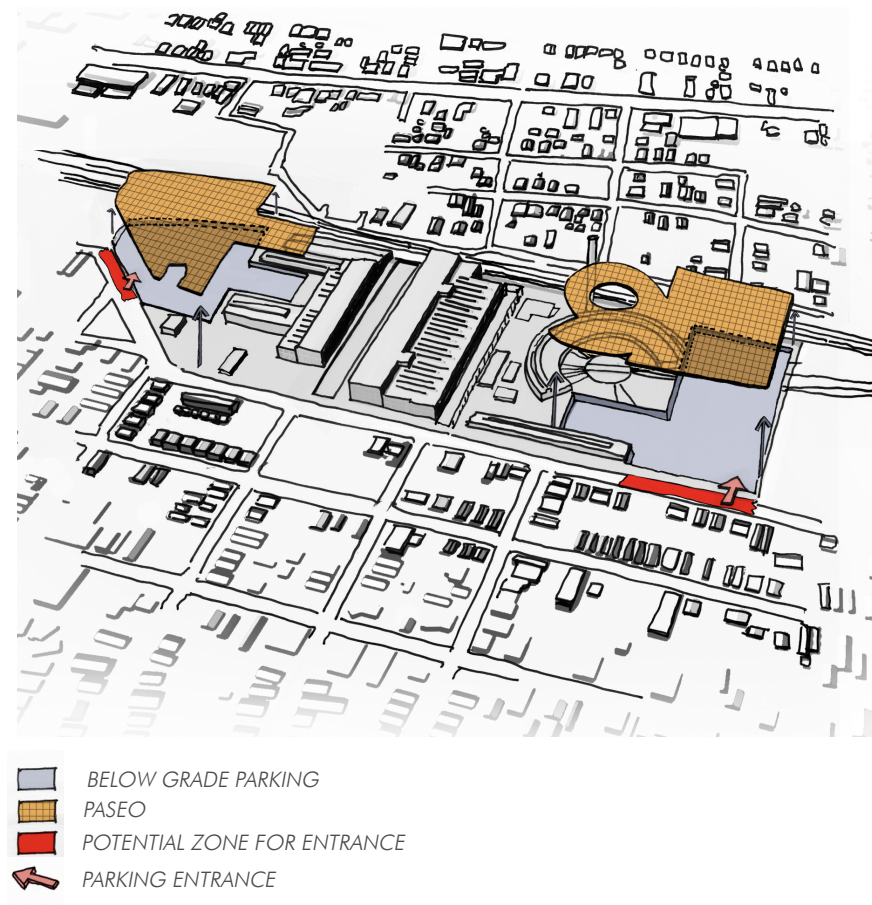 BELOW GRADE PARKING
PASEO
POTENTIAL ZONE FOR ENTRANCE
PARKING ENTRANCE